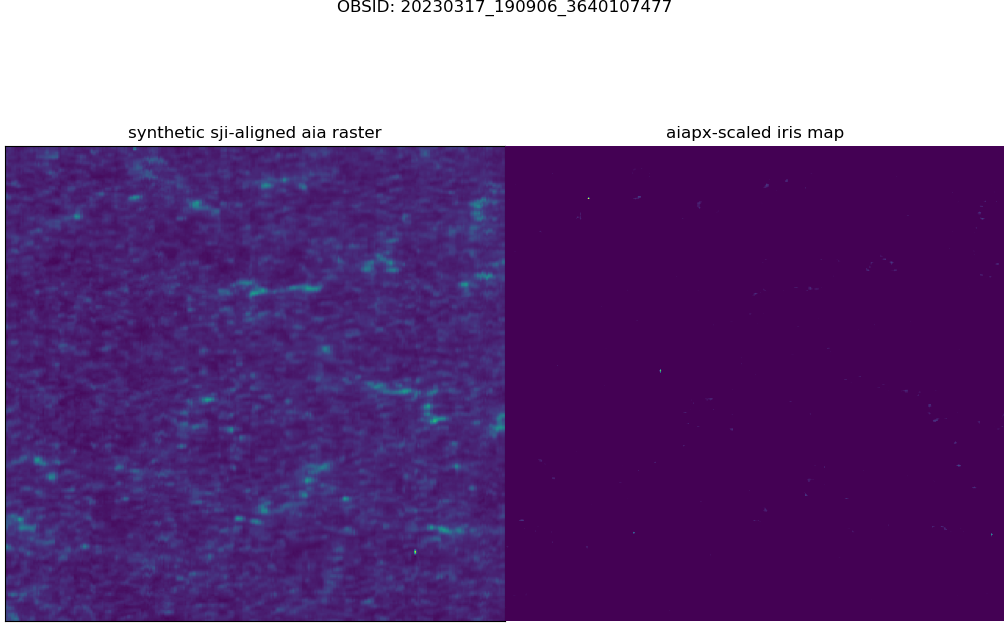 OBSID: 20230317_190906_3640107477
synthetic sji-aligned aia raster
aiapx-scaled iris map